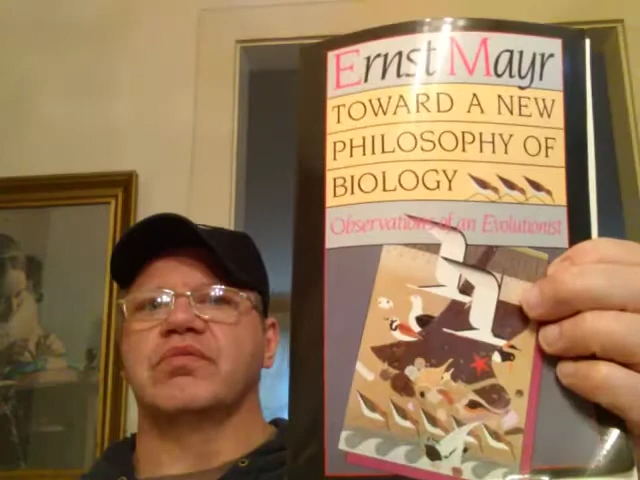 Ernst Mayr
TOWARD A NEW
PHILOSOPHY OF
BIOLOGY
Observations of an Evolutionist